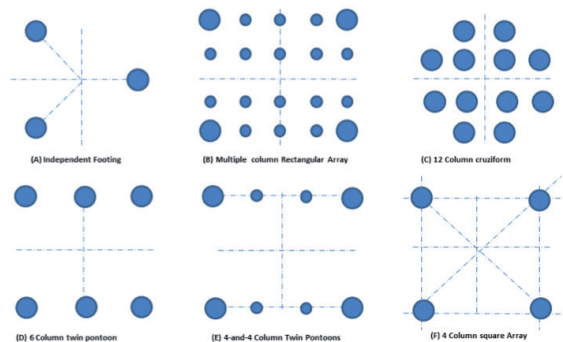 (A) Independent Footing
(B) Multiple column Rectangular Array
(C) 12 Column cruziform
(D) 6 Column twin pontoon
(E) 4-and-4 Column Twin Pontoons
(F) 4 Column square Array